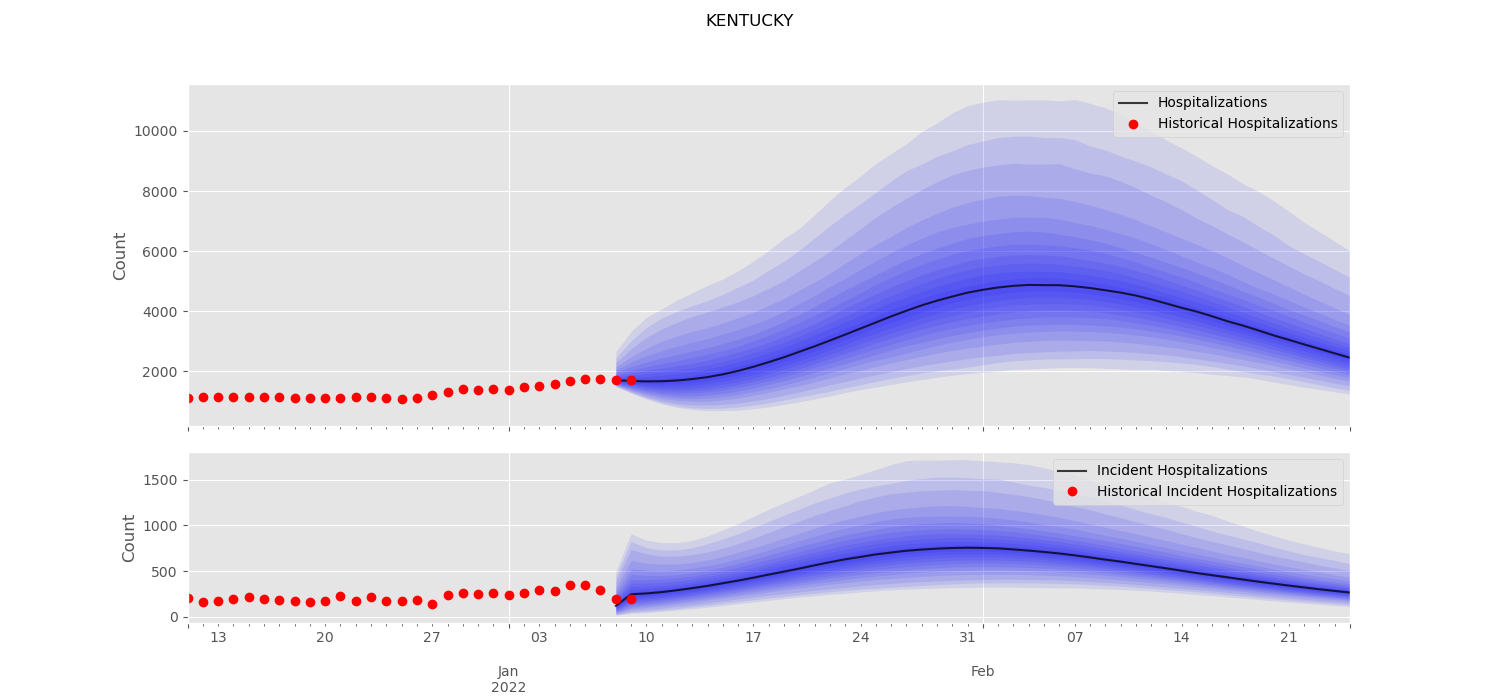 KENTUCKY
Hospitalizations
Historical Hospitalizations
Count
10000
8000
6000
4000
2000
Incident Hospitalizations
Historical Incident Hospitalizations
Count
1500
1000
500
0
13 20 27 03 10 17 24 31 07 14 21
Jan Feb
2022